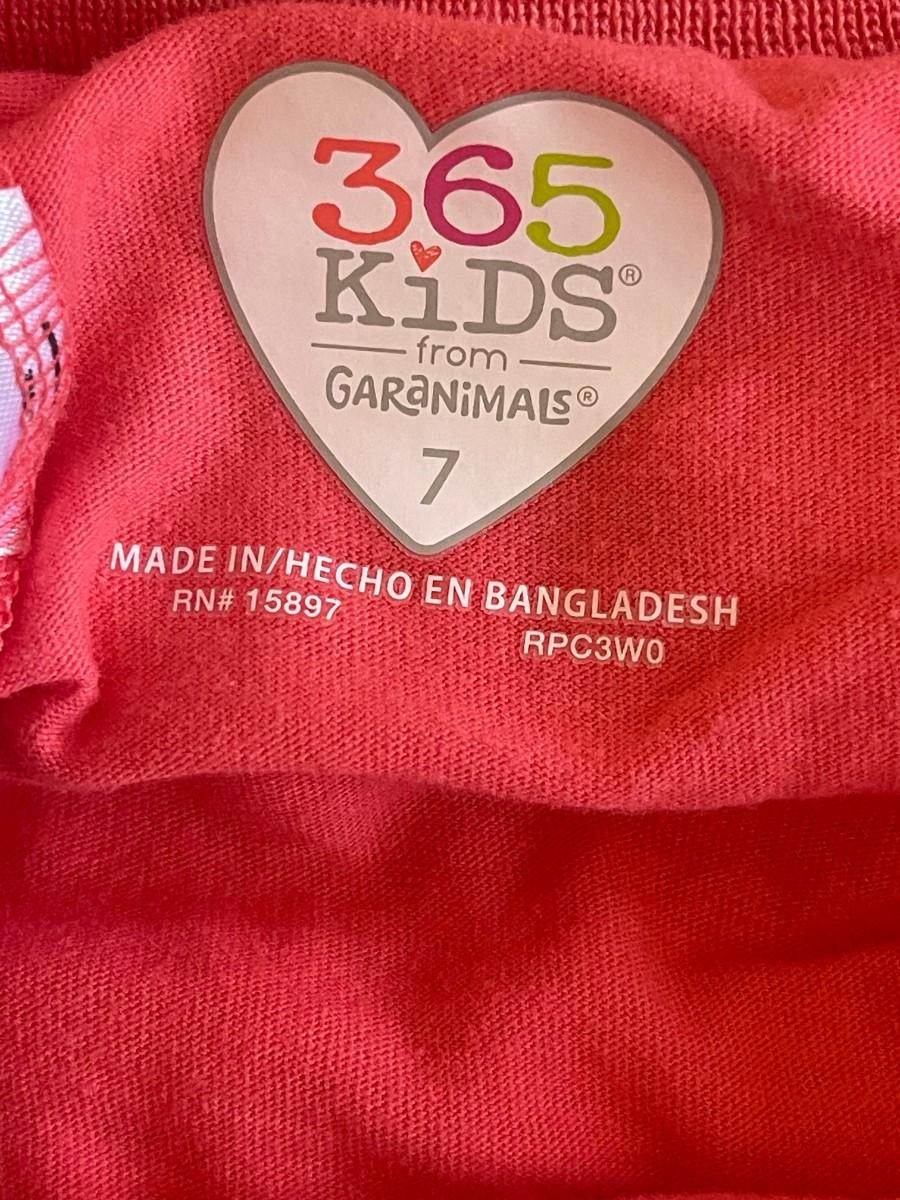 365
KiDS®
from
GARaNiMALs®
7
MADE IN/HECHO EN BANGLADESH
RN# 15897
RPC3W0